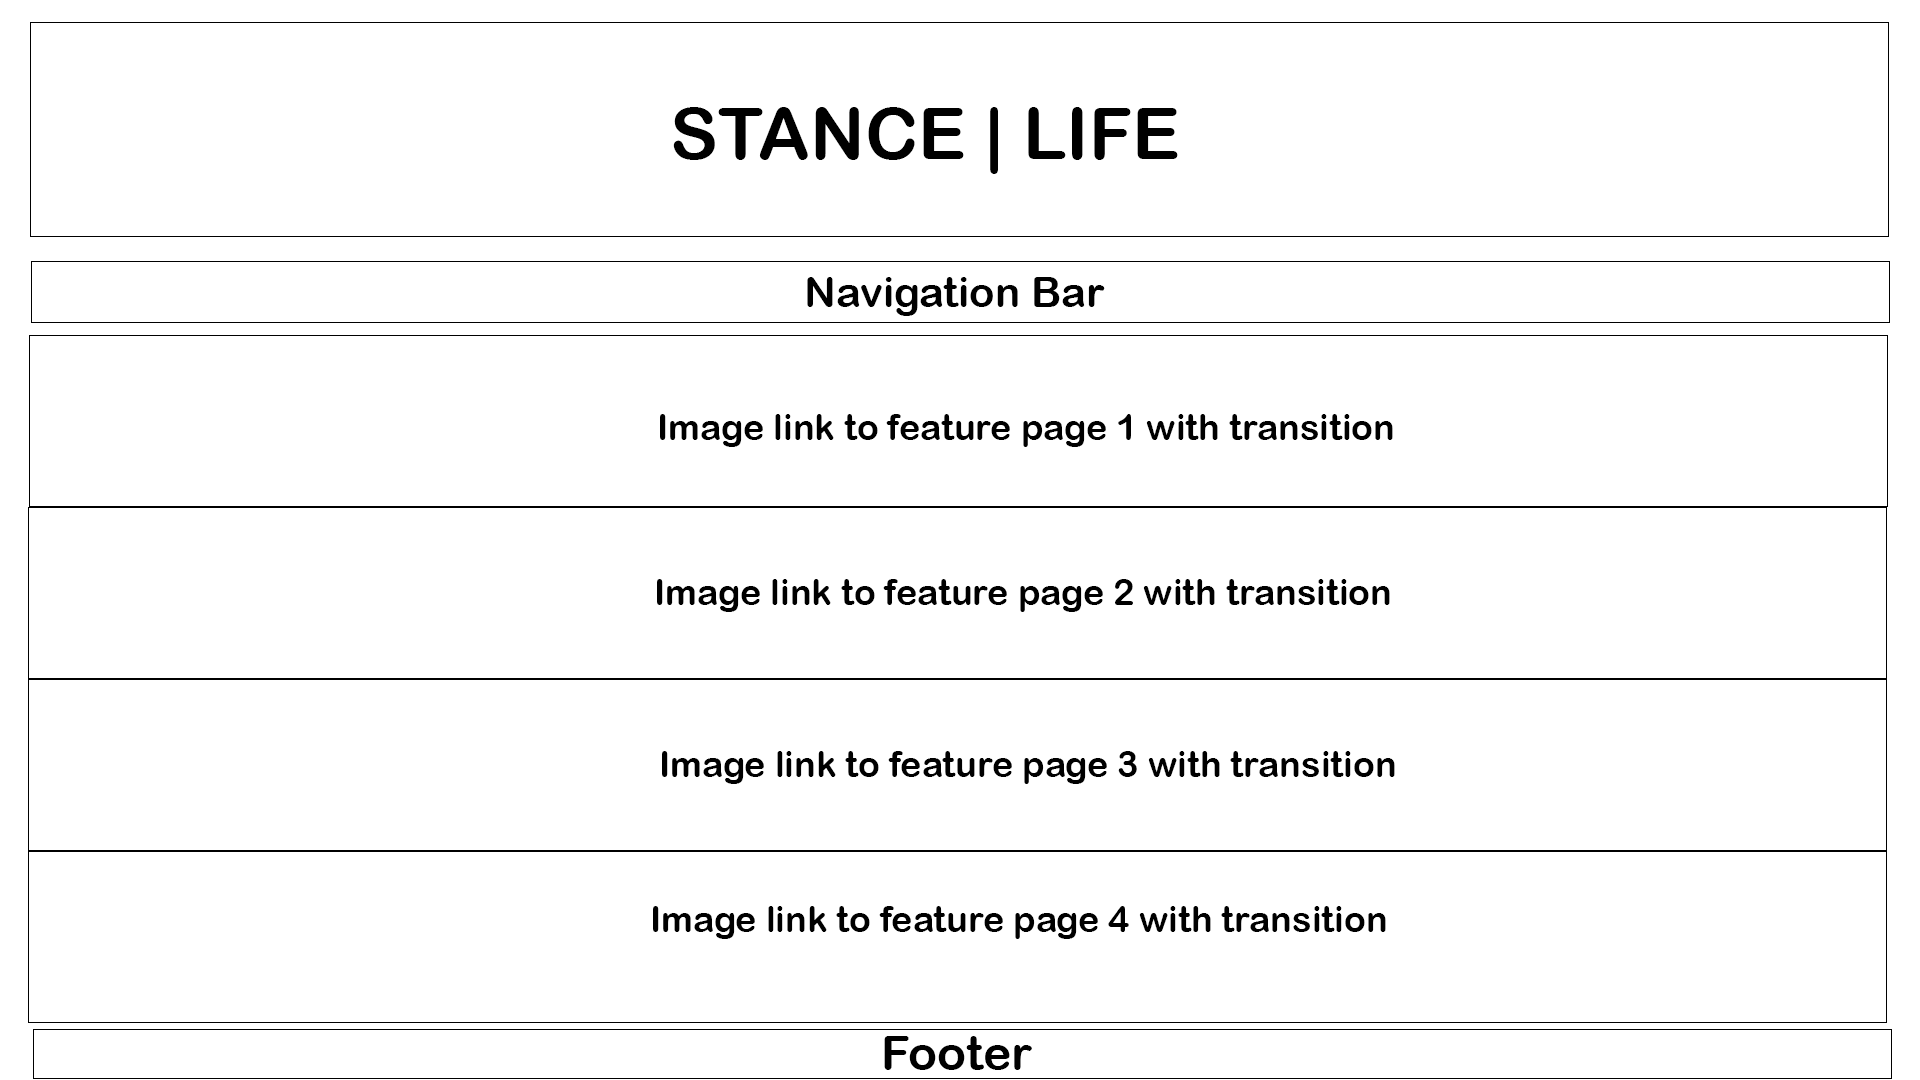 STANCE | LIFE
Navigation Bar
Image link to feature page 1 with transition
Image link to feature page 2 with transition
Image link to feature page 3 with transition
Image link to feature page 4 with transition
Footer